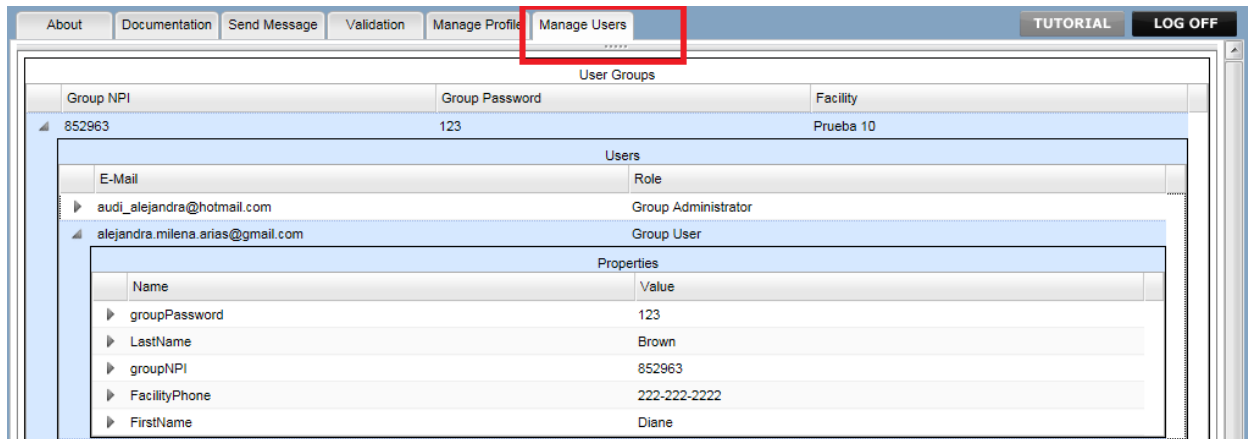 About Documentation Send Message Validation Manage Profile Manage Users TUTORIAL LOG OFF
User Groups
Group NPI Group Password Facility
852963 123 Prueba 10
Users
E-Mail Role
audi_alejandra@hotmail.com Group Administrator
alejandra.milena.arias@gmail.com Group User
Properties
Name Value
groupPassword 123
LastName Brown
groupNPI 852963
FacilityPhone 222-222-2222
FirstName Diane